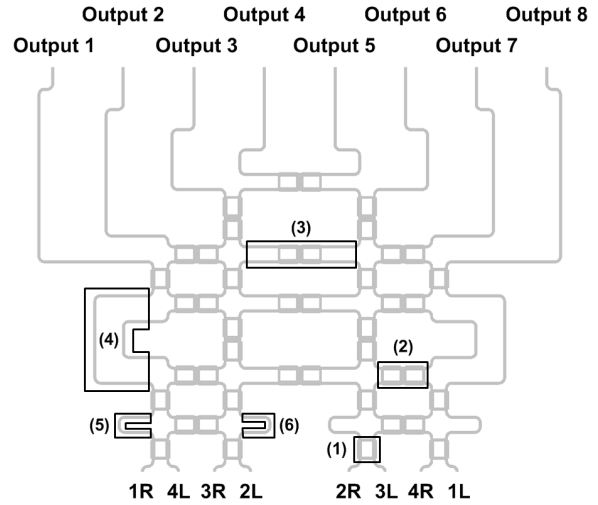 Output 2 Output 4 Output 6 Output 8
Output 1 Output 3 Output 5 Output 7
(3)
(4)
(2)
(5) (6)
(1)
1R 4L 3R 2L 2R 3L 4R 1L